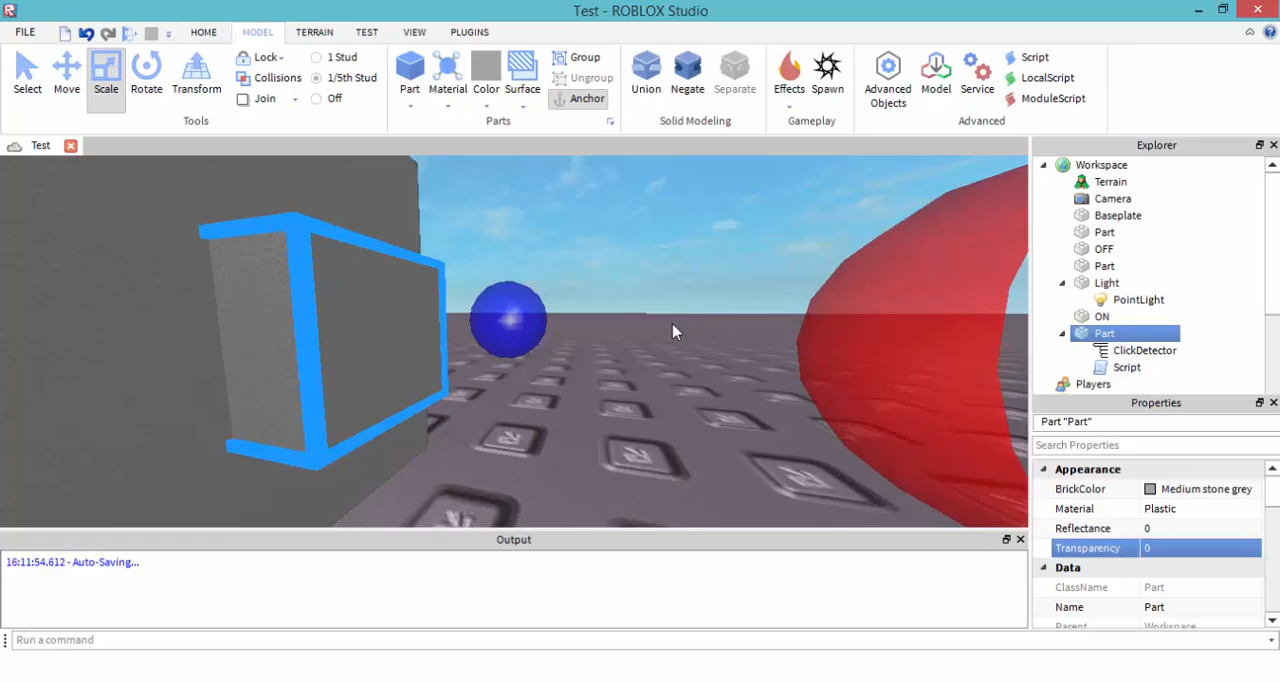 Test - ROBLOX Studio
FILE HOME MODEL TERRAIN TEST VIEW PLUGINS
Select Move Scale Rotate Transform
Lock
Collisions
Join
1 Stud
1/5th Stud
Off
Tools
Part Material Color Surface
Group
Ungroup
Anchor
Parts
Union Negate Separate
Solid Modeling
Effects Spawn
Gameplay
Advanced Objects
Model Service
Script
LocalScript
ModuleScript
Advanced
Test
Explorer
Workspace
Terrain
Camera
Baseplate
Part
OFF
Part
Light
PointLight
ON
Part
ClickDetector
Script
Players
Properties
Part "Part"
Search Properties
Appearance
BrickColor Medium stone grey
Material Plastic
Reflectance 0
Transparency 0
Data
ClassName Part
Name Part
Parent Workspace
Output
16:11:54.612 - Auto-Saving...
Run a command